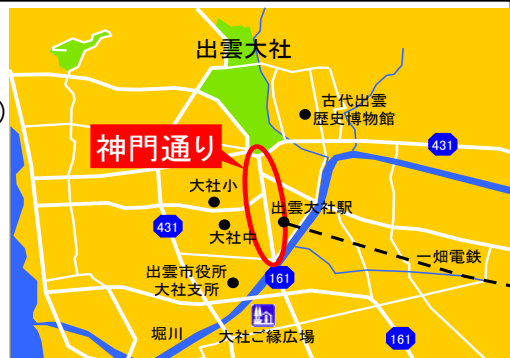 出雲大社
)
古代出雲
歴史博物館
431
神門通り
大社小
出雲大社駅
431
大社中
一畑電鉄
出雲市役所
大社支所
161
堀川
大社ご縁広場
161